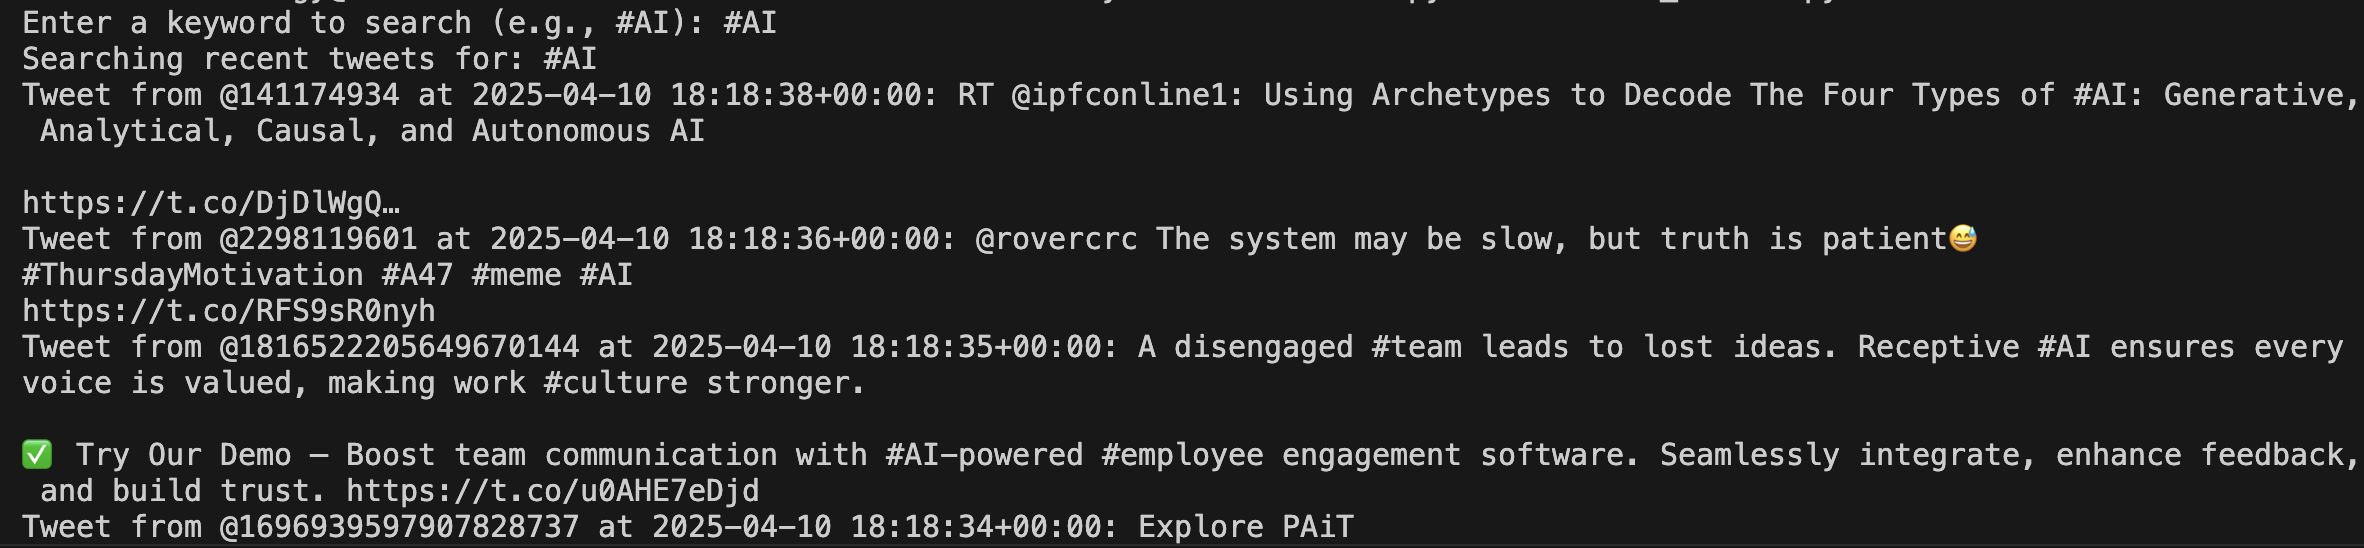 Enter a keyword to search (e.g., #AI): #AI
Searching recent tweets for: #AI
Tweet from @141174934 at 2025-04-10 18:18:38+00:00: RT @ipfconline1: Using Archetypes to Decode The Four Types of #AI: Generative,
Analytical, Causal, and Autonomous AI
https://t.co/DjDlWgQ…
Tweet from @2298119601 at 2025-04-10 18:18:36+00:00: @rovercrc The system may be slow, but truth is patient😅
#ThursdayMotivation #A47 #meme #AI
https://t.co/RFS9sR0nyh
Tweet from @1816522205649670144 at 2025-04-10 18:18:35+00:00: A disengaged #team leads to lost ideas. Receptive #AI ensures every
voice is valued, making work #culture stronger.
✅ Try Our Demo – Boost team communication with #AI-powered #employee engagement software. Seamlessly integrate, enhance feedback,
and build trust. https://t.co/u0AHE7eDjd
Tweet from @1696939597907828737 at 2025-04-10 18:18:34+00:00: Explore PAiT